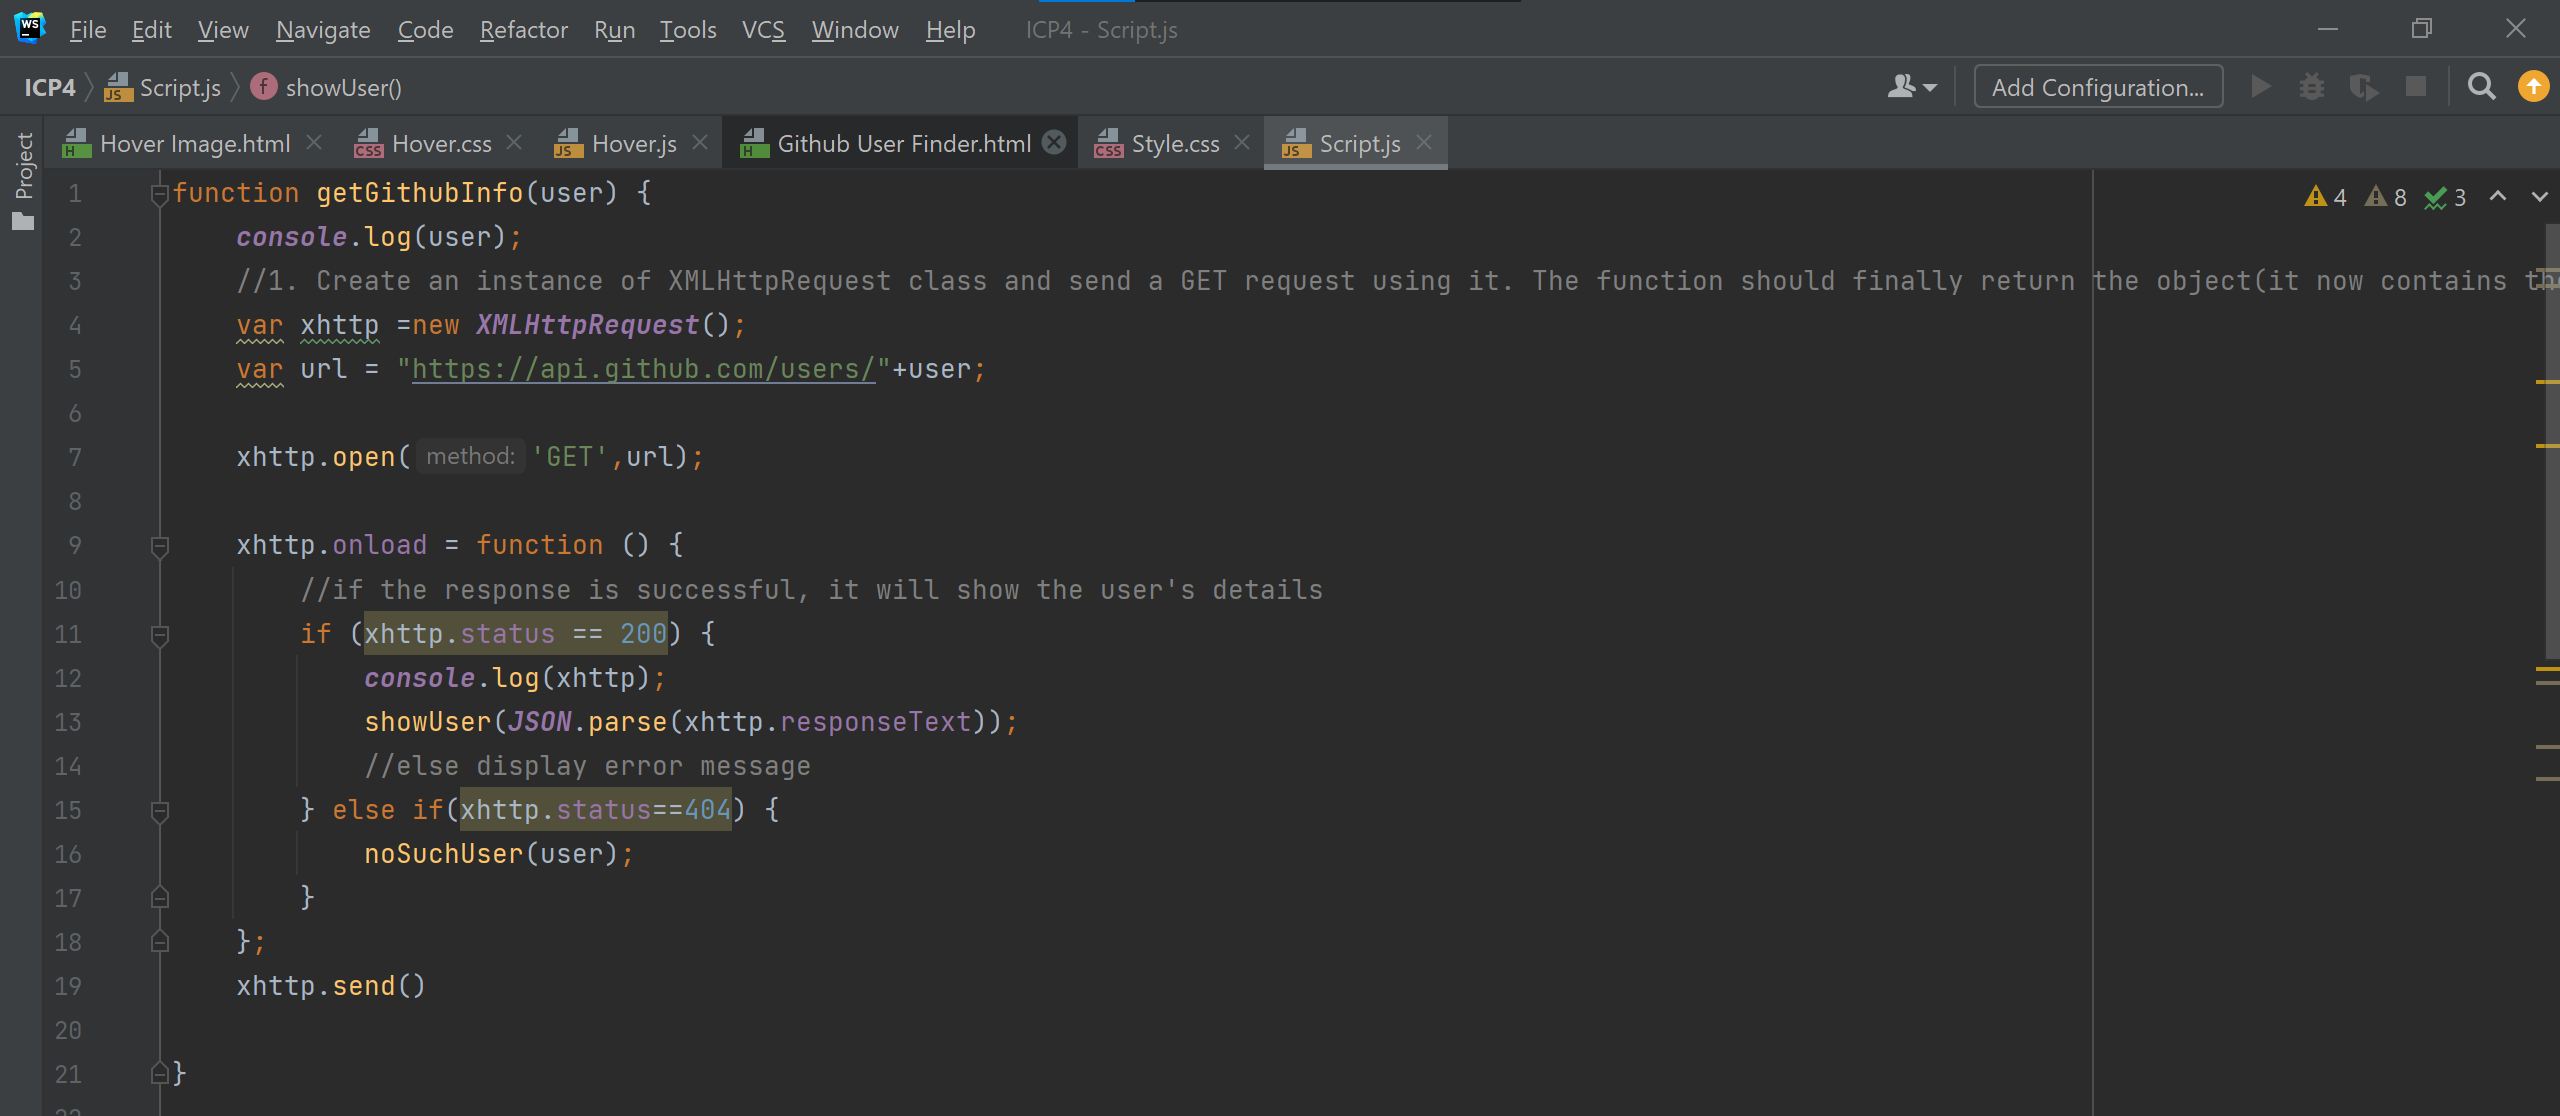 WS File Edit View Navigate Code Refactor Run Tools VCS Window Help ICP4 - Script.js
ICP4 JS Script.js f showUser() Add Configuration...
Project
H Hover Image.html CSS Hover.css JS Hover.js H Github User Finder.html CSS Style.css JS Script.js
4 8 3
1 function getGithubInfo(user) {
2 console.log(user);
3 //1. Create an instance of XMLHttpRequest class and send a GET request using it. The function should finally return the object(it now contains
4 var xhttp =new XMLHttpRequest();
5 var url = "https://api.github.com/users/"+user;
6
7 xhttp.open( method: 'GET',url);
8
9 xhttp.onload = function () {
10 //if the response is successful, it will show the user's details
11 if (xhttp.status == 200) {
12 console.log(xhttp);
13 showUser(JSON.parse(xhttp.responseText));
14 //else display error message
15 } else if(xhttp.status==404) {
16 noSuchUser(user);
17 }
18 };
19 xhttp.send()
20
21 }